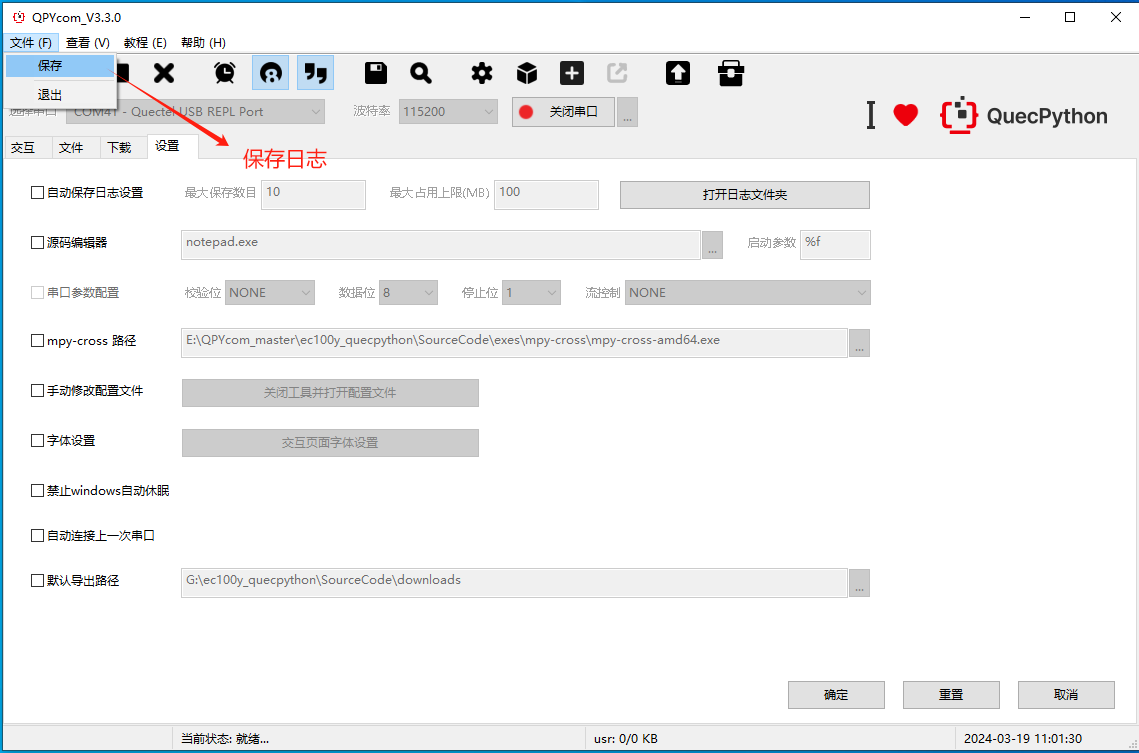 QPYcom_V3.3.0
文件 (F) 查看 (V) 教程 (E) 帮助 (H)
保存
退出
选择串口 COM41 - Quectel USB REPL Port 波特率 115200 关闭串口 ...
QuecPython
交互 文件 下载 设置
保存日志
自动保存日志设置 最大保存数目 10 最大占用上限(MB) 100 打开日志文件夹
源码编辑器 notepad.exe ... 启动参数 %f
串口参数配置 校验位 NONE 数据位 8 停止位 1 流控制 NONE
mpy-cross 路径 E:\QPYcom_master\ec100y_quecpython\SourceCode\exes\mpy-cross\mpy-cross-amd64.exe ...
手动修改配置文件 关闭工具并打开配置文件
字体设置 交互页面字体设置
禁止windows自动休眠
自动连接上一次串口
默认导出路径 G:\ec100y_quecpython\SourceCode\downloads ...
确定 重置 取消
当前状态: 就绪... usr: 0/0 KB 2024-03-19 11:01:30